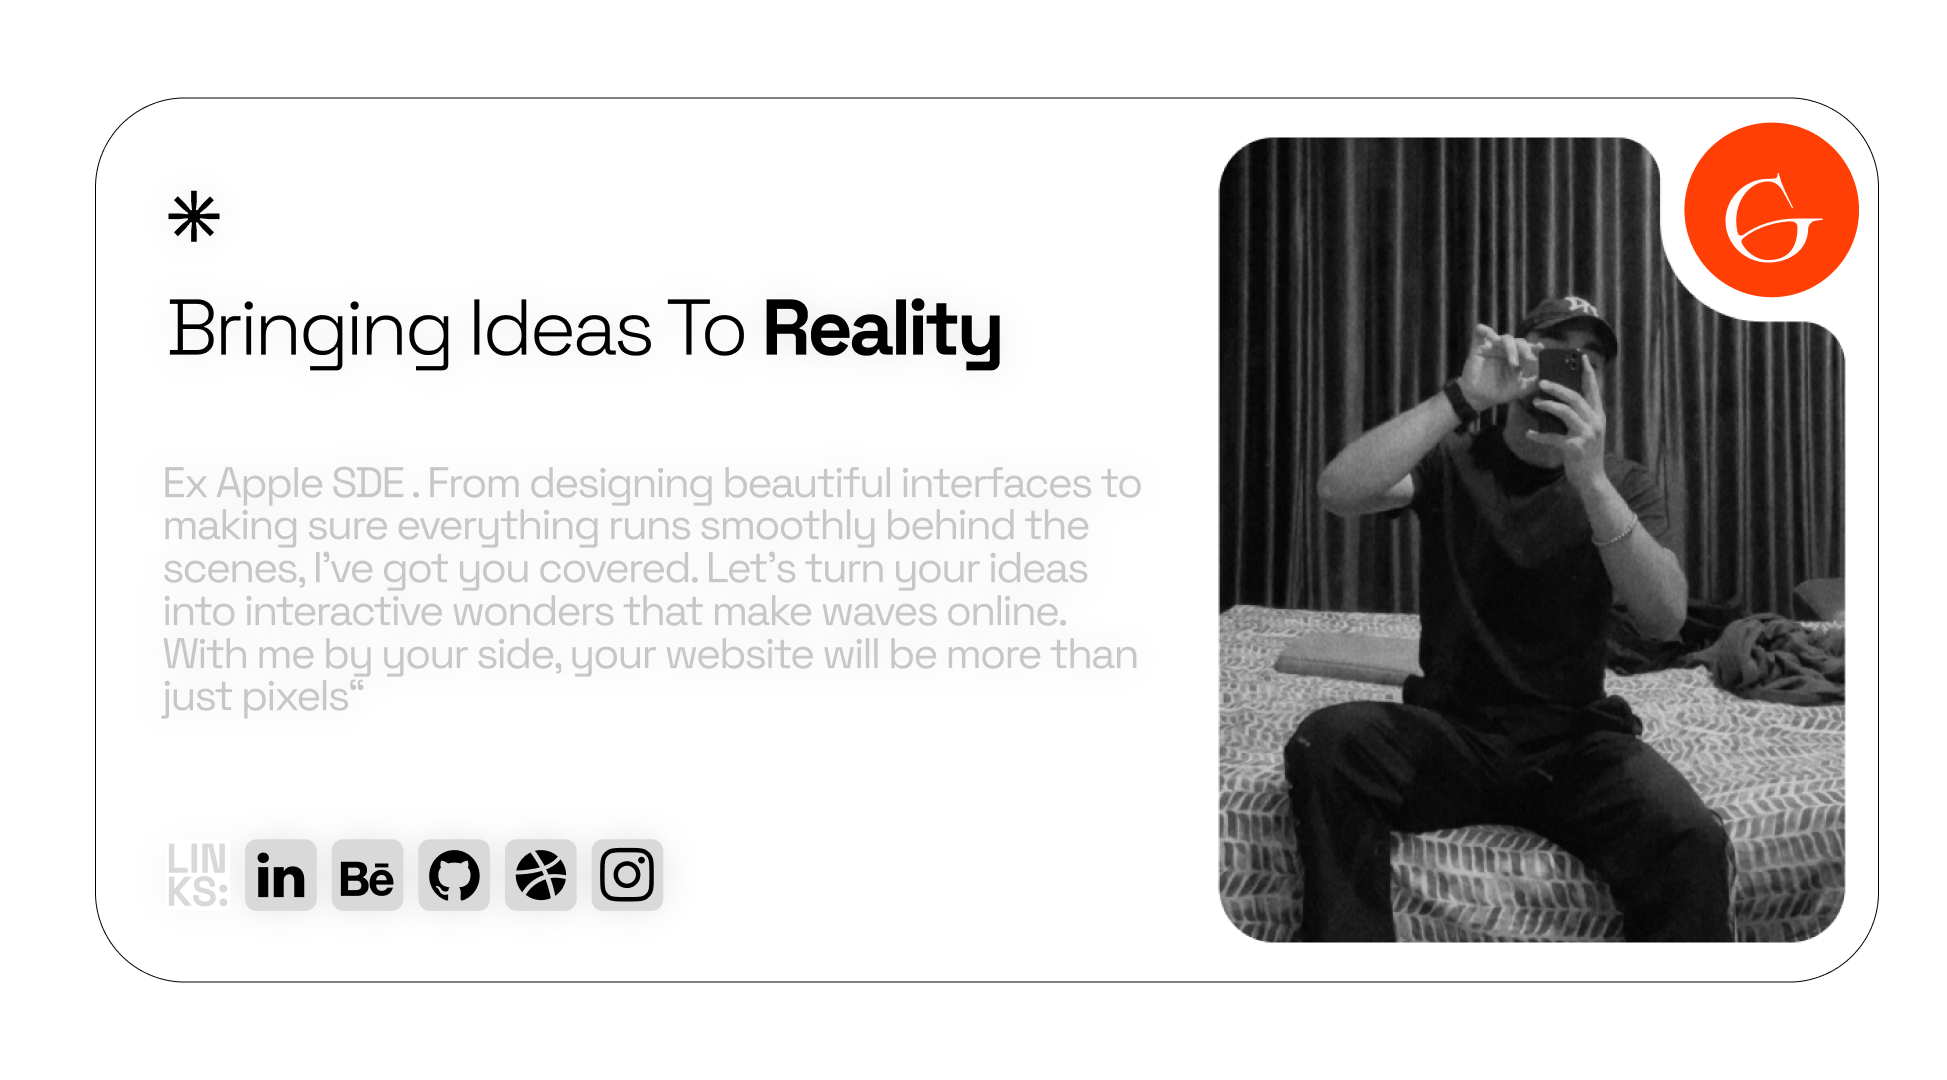 Bringing Ideas To Reality
Ex Apple SDE . From designing beautiful interfaces to
making sure everything runs smoothly behind the
scenes, I’ve got you covered. Let’s turn your ideas
into interactive wonders that make waves online.
With me by your side, your website will be more than
just pixels“
LIN
KS:
in
Bē
G